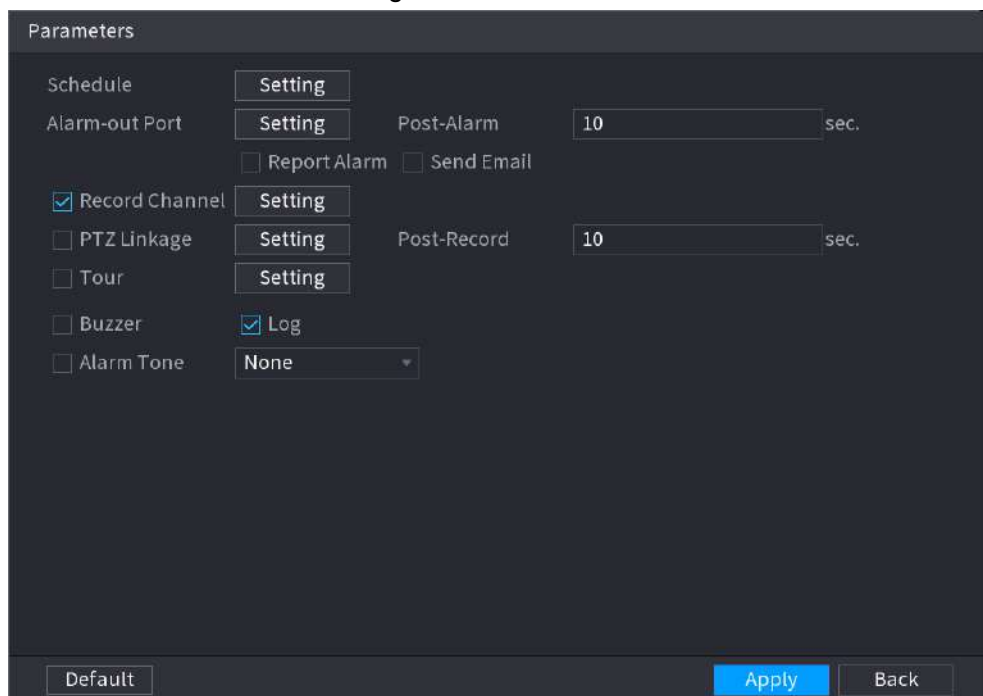 Parameters
Schedule Setting
Alarm-out Port Setting Post-Alarm 10 sec.
Report Alarm Send Email
Record Channel Setting
PTZ Linkage Setting Post-Record 10 sec.
Tour Setting
Buzzer Log
Alarm Tone None
Default Apply Back